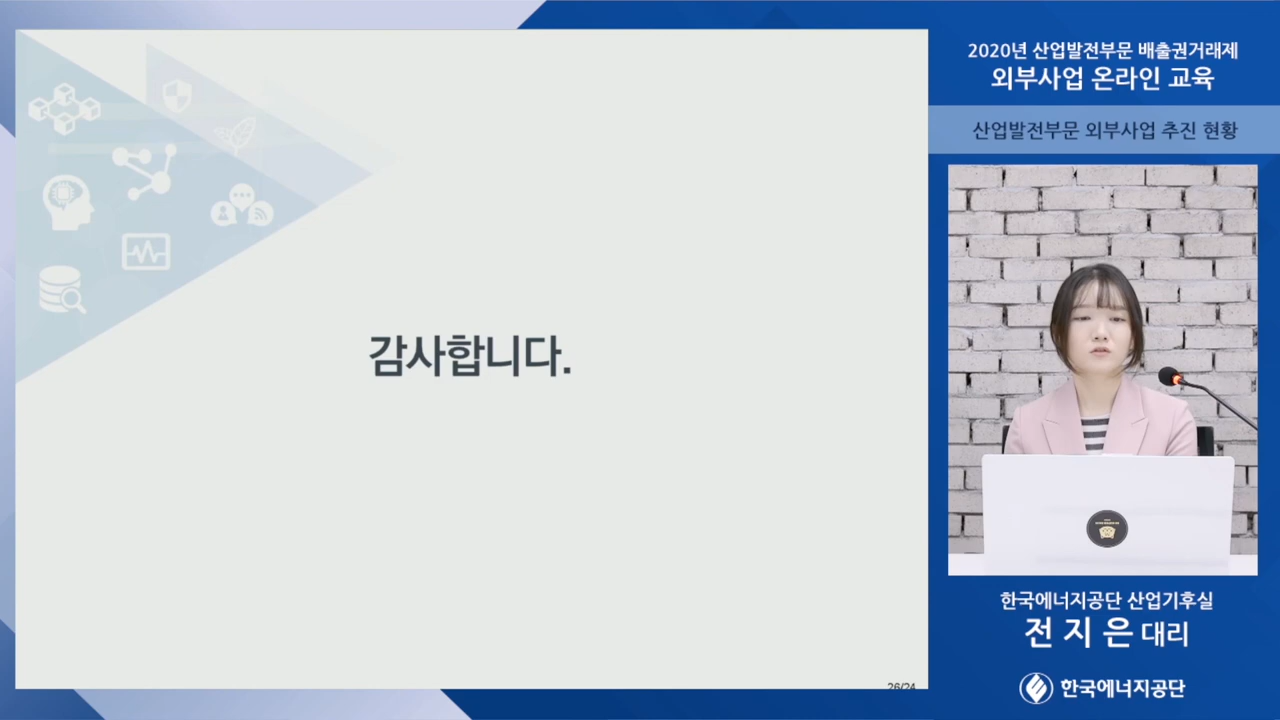 감사합니다.
26/24
2020년 산업발전부문 배출권거래제
외부사업 온라인 교육
산업발전부문 외부사업 추진 현황
한국에너지공단 산업기후실
전지은 대리
한국에너지공단